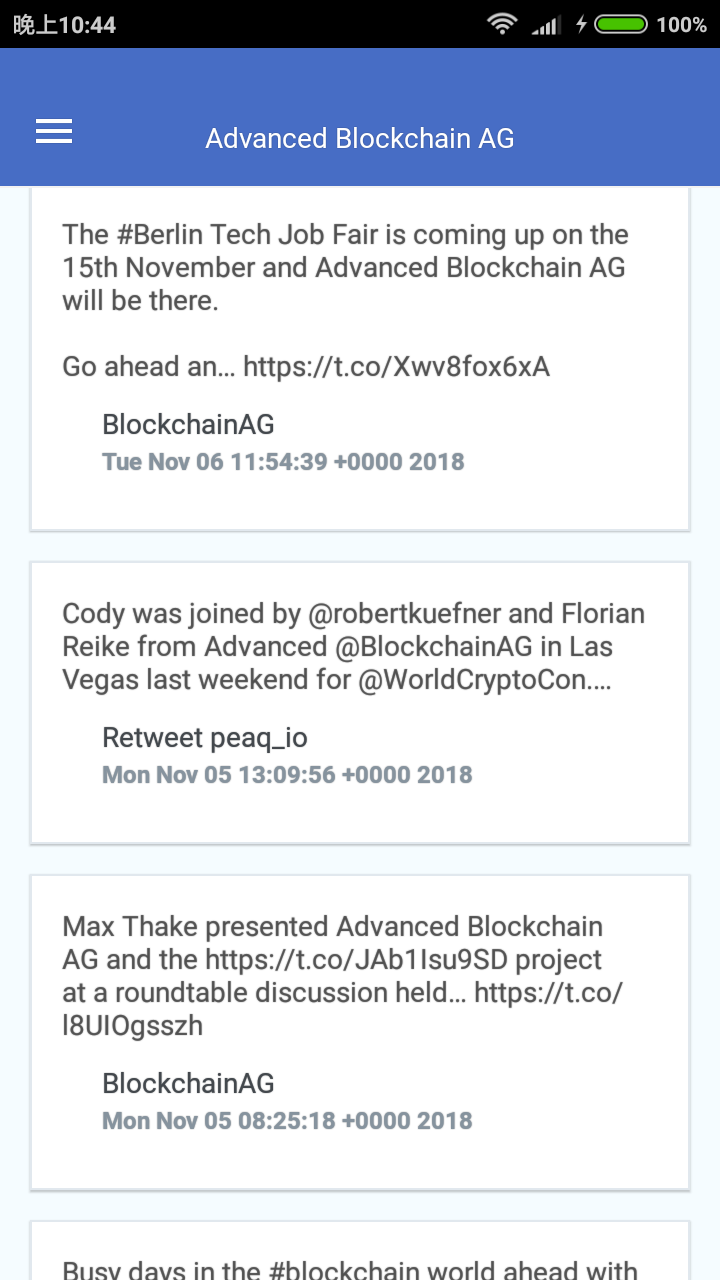 晚上10:44
100%
Advanced Blockchain AG
The #Berlin Tech Job Fair is coming up on the
15th November and Advanced Blockchain AG
will be there.
Go ahead an… https://t.co/Xwv8fox6xA
BlockchainAG
Tue Nov 06 11:54:39 +0000 2018
Cody was joined by @robertkuefner and Florian
Reike from Advanced @BlockchainAG in Las
Vegas last weekend for @WorldCryptoCon.…
Retweet peaq_io
Mon Nov 05 13:09:56 +0000 2018
Max Thake presented Advanced Blockchain
AG and the https://t.co/JAb1Isu9SD project
at a roundtable discussion held… https://t.co/
l8UIOgsszh
BlockchainAG
Mon Nov 05 08:25:18 +0000 2018
Busy days in the #blockchain world ahead with